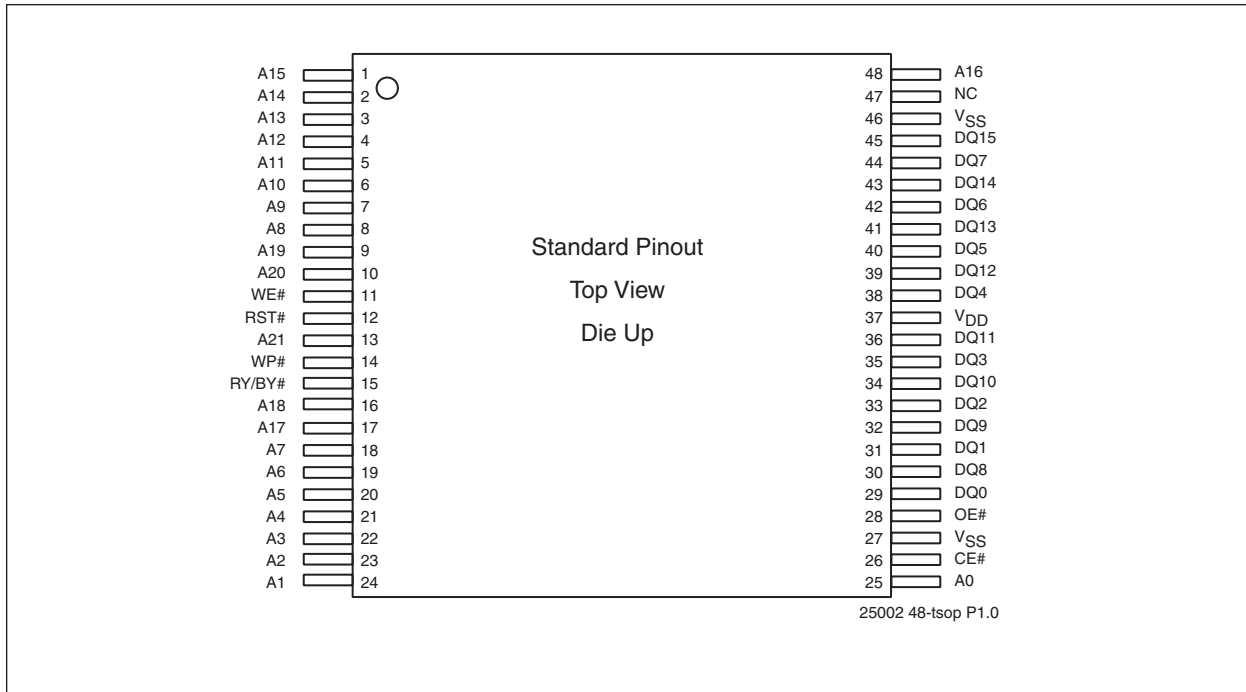 A15 1 48 A16
A14 2 47 NC
A13 3 46 VSS
A12 4 45 DQ15
A11 5 44 DQ7
A10 6 43 DQ14
A9 7 42 DQ6
A8 8 41 DQ13
A19 9 40 DQ5
A20 10 39 DQ12
WE# 11 38 DQ4
RST# 12 37 VDD
A21 13 36 DQ11
WP# 14 35 DQ3
RY/BY# 15 34 DQ10
A18 16 33 DQ2
A17 17 32 DQ9
A7 18 31 DQ1
A6 19 30 DQ8
A5 20 29 DQ0
A4 21 28 OE#
A3 22 27 VSS
A2 23 26 CE#
A1 24 25 A0
Standard Pinout
Top View
Die Up
25002 48-tsop P1.0